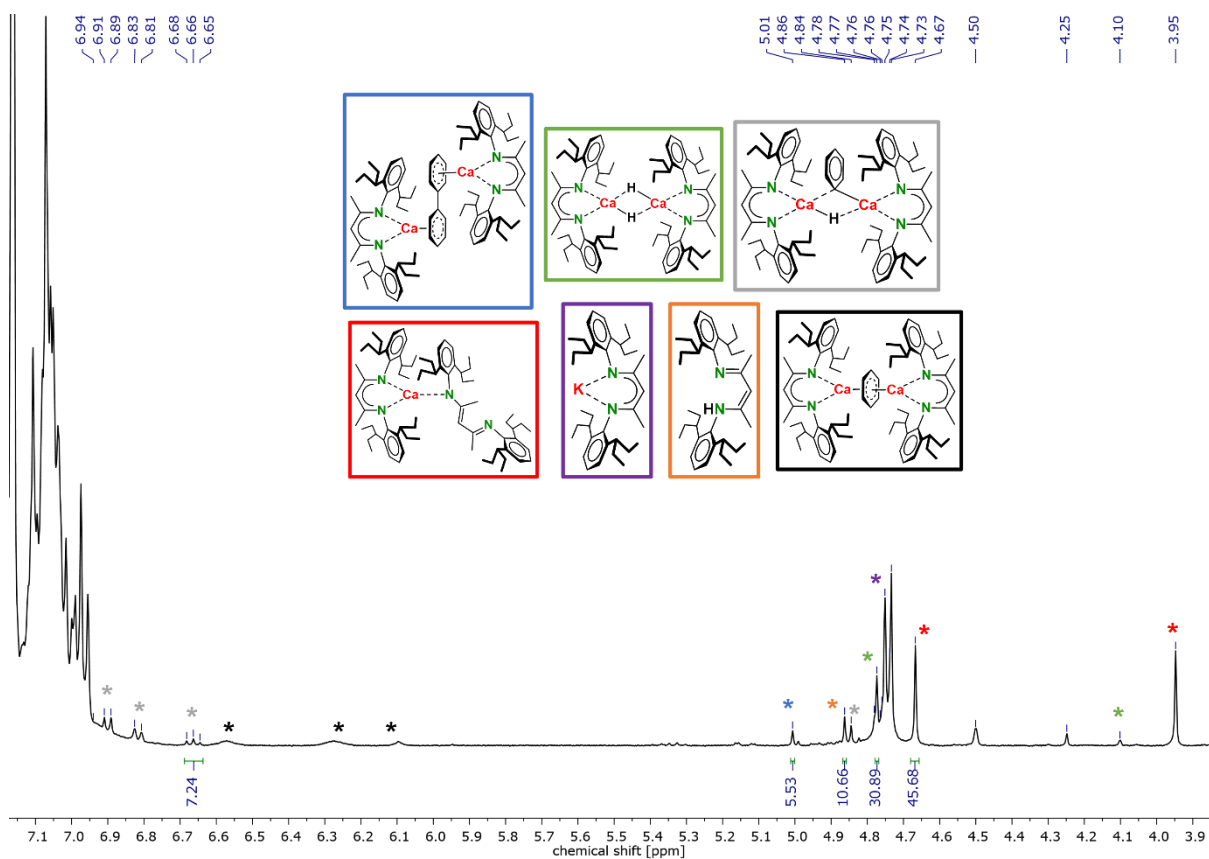 6.94
6.91
6.89
6.83
6.81
6.68
6.66
6.65
5.01
4.86
4.84
4.78
4.77
4.76
4.76
4.75
4.74
4.73
4.67
4.50
4.25
4.10
3.95
N
Ca
N
N
Ca
N
N
Ca
N
H
H
N
Ca
N
N
Ca
N
H
N
Ca
N
N
Ca
N
N
N
K
N
N
N
HN
N
Ca
N
N
Ca
N
*
*
*
*
*
*
*
*
*
*
*
*
*
*
7.24
5.53
10.66
30.89
45.68
7.1 7.0 6.9 6.8 6.7 6.6 6.5 6.4 6.3 6.2 6.1 6.0 5.9 5.8 5.7 5.6 5.5 5.4 5.3 5.2 5.1 5.0 4.9 4.8 4.7 4.6 4.5 4.4 4.3 4.2 4.1 4.0 3.9
chemical shift [ppm]